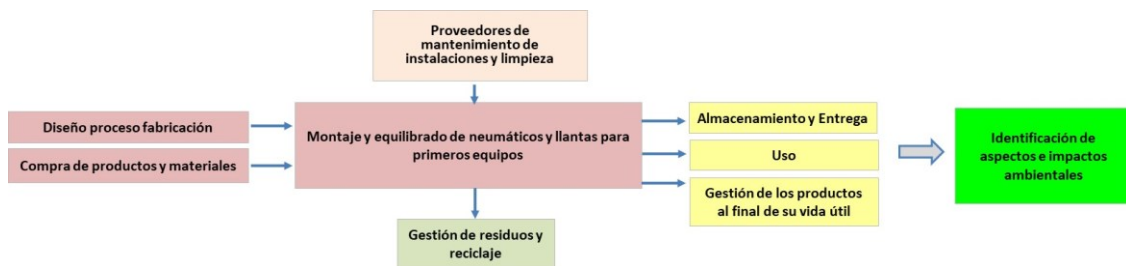 Proveedores de
mantenimiento de
instalaciones y limpieza
Diseño proceso fabricación
Compra de productos y materiales
Montaje y equilibrado de neumáticos y llantas para
primeros equipos
Almacenamiento y Entrega
Uso
Gestión de los productos
al final de su vida útil
Identificación de
aspectos e impactos
ambientales
Gestión de residuos y
reciclaje